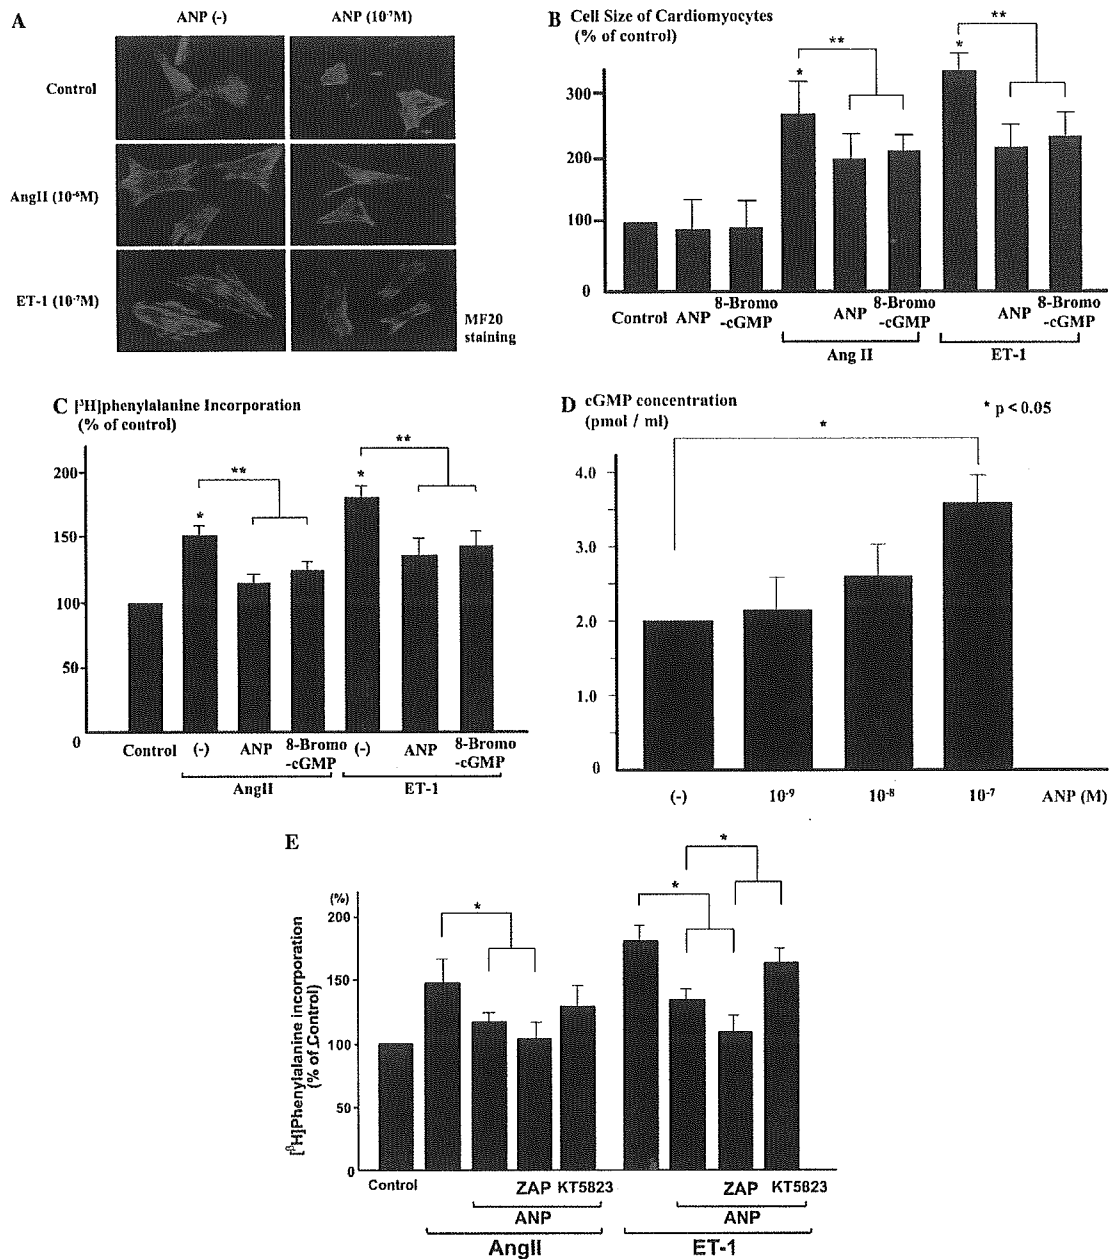 A
ANP (-)
ANP (10⁻⁷M)
Control
AngII (10⁻⁶M)
ET-1 (10⁻⁷M)
MF20
staining
B Cell Size of Cardiomyocytes
(% of control)
**
**
*
*
300
200
100
0
Control
ANP
8-Bromo
-cGMP
ANP
8-Bromo
-cGMP
ANP
8-Bromo
-cGMP
Ang II
ET-1
C [³H]phenylalanine Incorporation
(% of control)
**
**
*
*
200
150
100
50
0
Control
(-)
ANP
8-Bromo
-cGMP
(-)
ANP
8-Bromo
-cGMP
AngII
ET-1
D cGMP concentration
(pmol / ml)
* p < 0.05
*
4.0
3.0
2.0
1.0
0
(-)
10⁻⁹
10⁻⁸
10⁻⁷
ANP (M)
E
[³H]Phenylalanine incorporation
(% of Control)
(%)
200
150
100
50
0
*
*
*
Control
ZAP KT5823
ANP
AngII
ZAP KT5823
ANP
ET-1